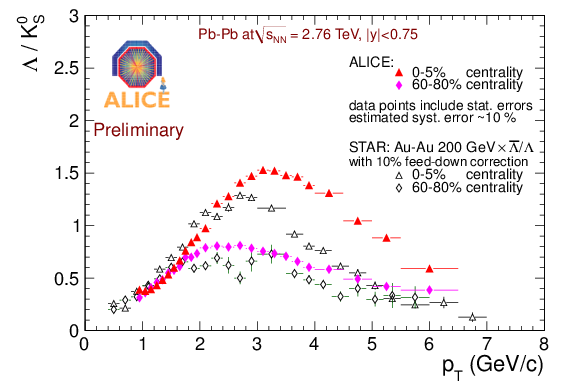 Λ / K⁰_S
3
2.5
2
1.5
1
0.5
0
0 1 2 3 4 5 6 7 8
p_T (GeV/c)
Pb-Pb at √s_NN = 2.76 TeV, |y|<0.75
ALICE
Preliminary
ALICE:
0-5% centrality
60-80% centrality
data points include stat. errors
estimated syst. error ~10 %
STAR: Au-Au 200 GeV×Λ̅/Λ
with 10% feed-down correction
0-5% centrality
60-80% centrality